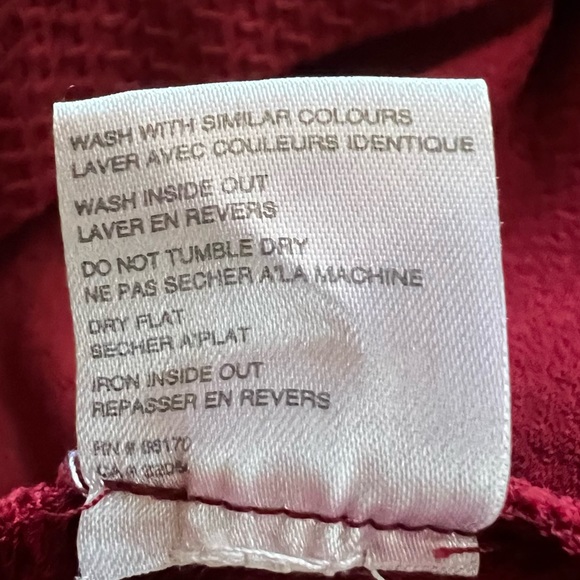 WASH WITH SIMILAR COLOURS
LAVER AVEC COULEURS IDENTIQUE
WASH INSIDE OUT
LAVER EN REVERS
DO NOT TUMBLE DRY
NE PAS SECHER A'LA MACHINE
DRY FLAT
SECHER A'PLAT
IRON INSIDE OUT
REPASSER EN REVERS
RN #
CA #